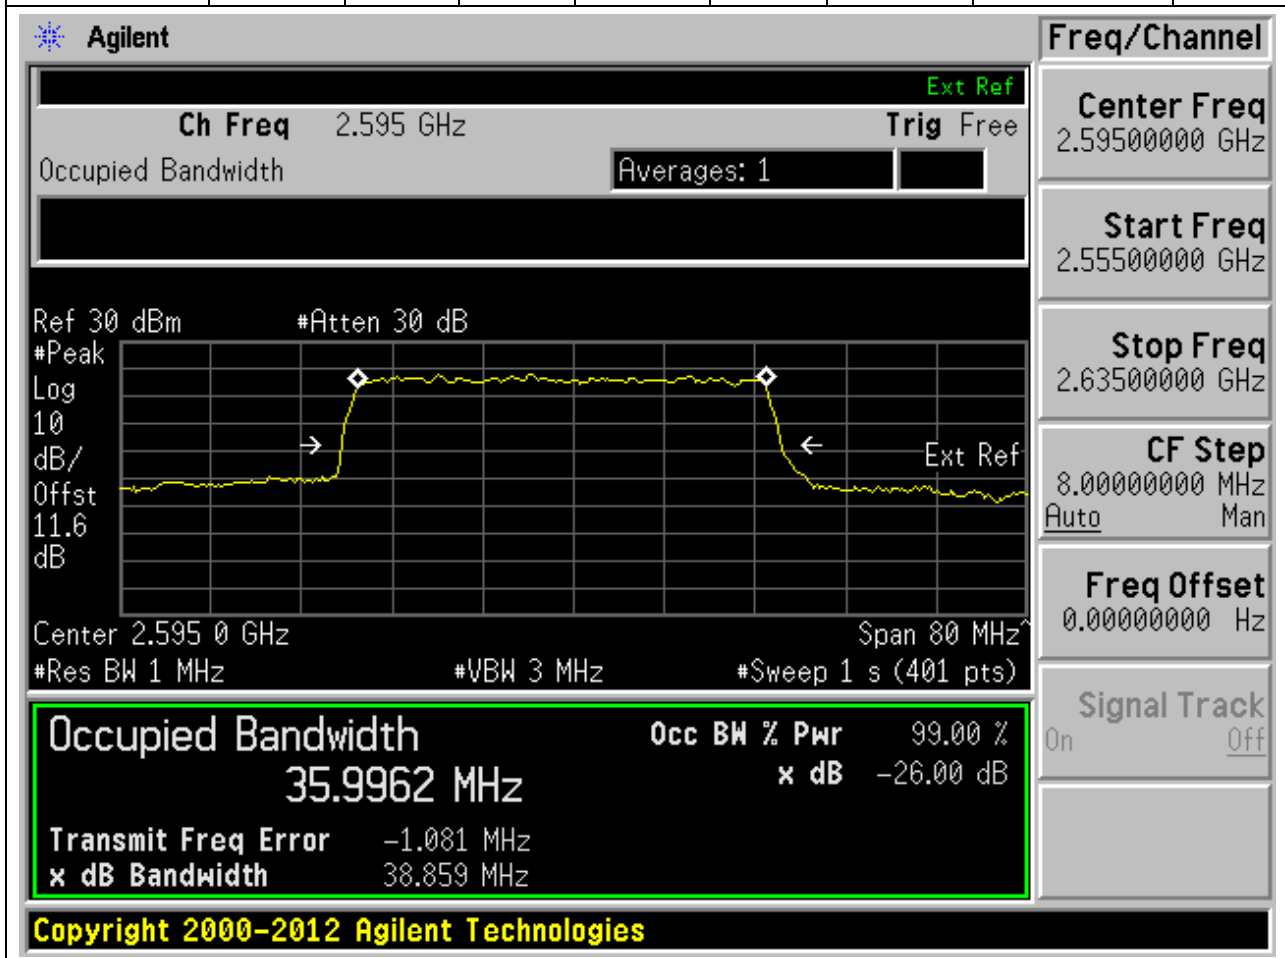 Agilent
Freq/Channel
Ext Ref
Ch Freq 2.595 GHz Trig Free
Occupied Bandwidth Averages: 1
Center Freq
2.59500000 GHz
Start Freq
2.55500000 GHz
Stop Freq
2.63500000 GHz
CF Step
8.00000000 MHz
Auto Man
Freq Offset
0.00000000 Hz
Signal Track
On Off
Ref 30 dBm #Atten 30 dB
#Peak
Log
10
dB/
Offst
11.6
dB
Ext Ref
Center 2.595 0 GHz Span 80 MHz^
#Res BW 1 MHz #VBW 3 MHz #Sweep 1 s (401 pts)
Occupied Bandwidth Occ BW % Pwr 99.00 %
35.9962 MHz x dB -26.00 dB
Transmit Freq Error -1.081 MHz
x dB Bandwidth 38.859 MHz
Copyright 2000-2012 Agilent Technologies